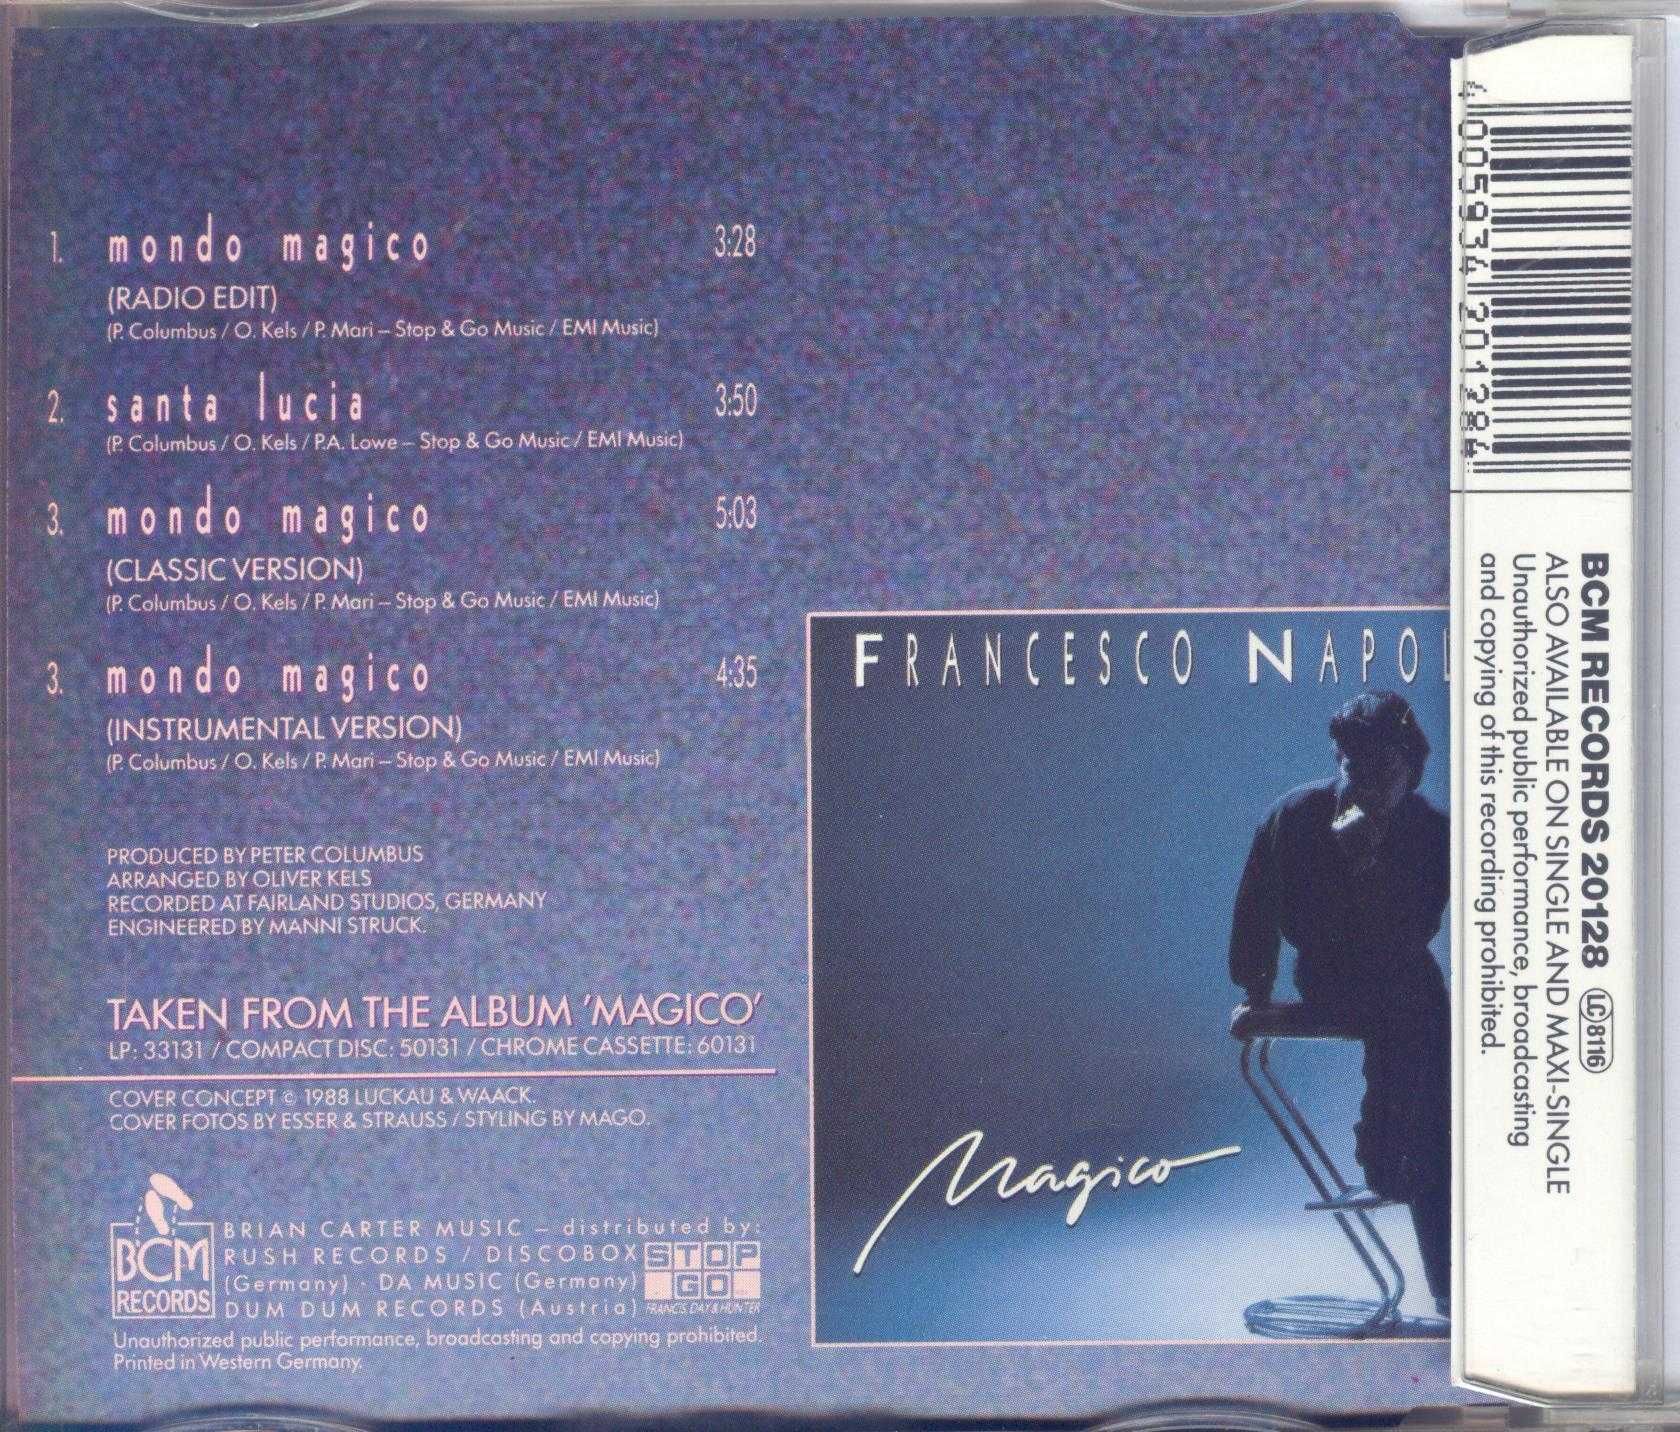 1. mondo magico 3:28
(RADIO EDIT)
(P. Columbus / O. Kels / P. Mari – Stop & Go Music / EMI Music)
2. santa lucia 3:50
(P. Columbus / O. Kels / P.A. Lowe – Stop & Go Music / EMI Music)
3. mondo magico 5:03
(CLASSIC VERSION)
(P. Columbus / O. Kels / P. Mari – Stop & Go Music / EMI Music)
3. mondo magico 4:35
(INSTRUMENTAL VERSION)
(P. Columbus / O. Kels / P. Mari – Stop & Go Music / EMI Music)
PRODUCED BY PETER COLUMBUS
ARRANGED BY OLIVER KELS
RECORDED AT FAIRLAND STUDIOS, GERMANY
ENGINEERED BY MANNI STRUCK.
TAKEN FROM THE ALBUM 'MAGICO'
LP: 33131 / COMPACT DISC: 50131 / CHROME CASSETTE: 60131
COVER CONCEPT © 1988 LUCKAU & WAACK.
COVER FOTOS BY ESSER & STRAUSS / STYLING BY MAGO.
BCM
RECORDS
BRIAN CARTER MUSIC – distributed by:
RUSH RECORDS / DISCOBOX
(Germany) · DA MUSIC (Germany)
DUM DUM RECORDS (Austria)
STOP
GO
FRANCIS, DAY & HUNTER
Unauthorized public performance, broadcasting and copying prohibited.
Printed in Western Germany.
FRANCESCO NAPOL
Magico
4 005934 201284
BCM RECORDS 20128 LC 8116
ALSO AVAILABLE ON SINGLE AND MAXI-SINGLE
Unauthorized public performance, broadcasting
and copying of this recording prohibited.